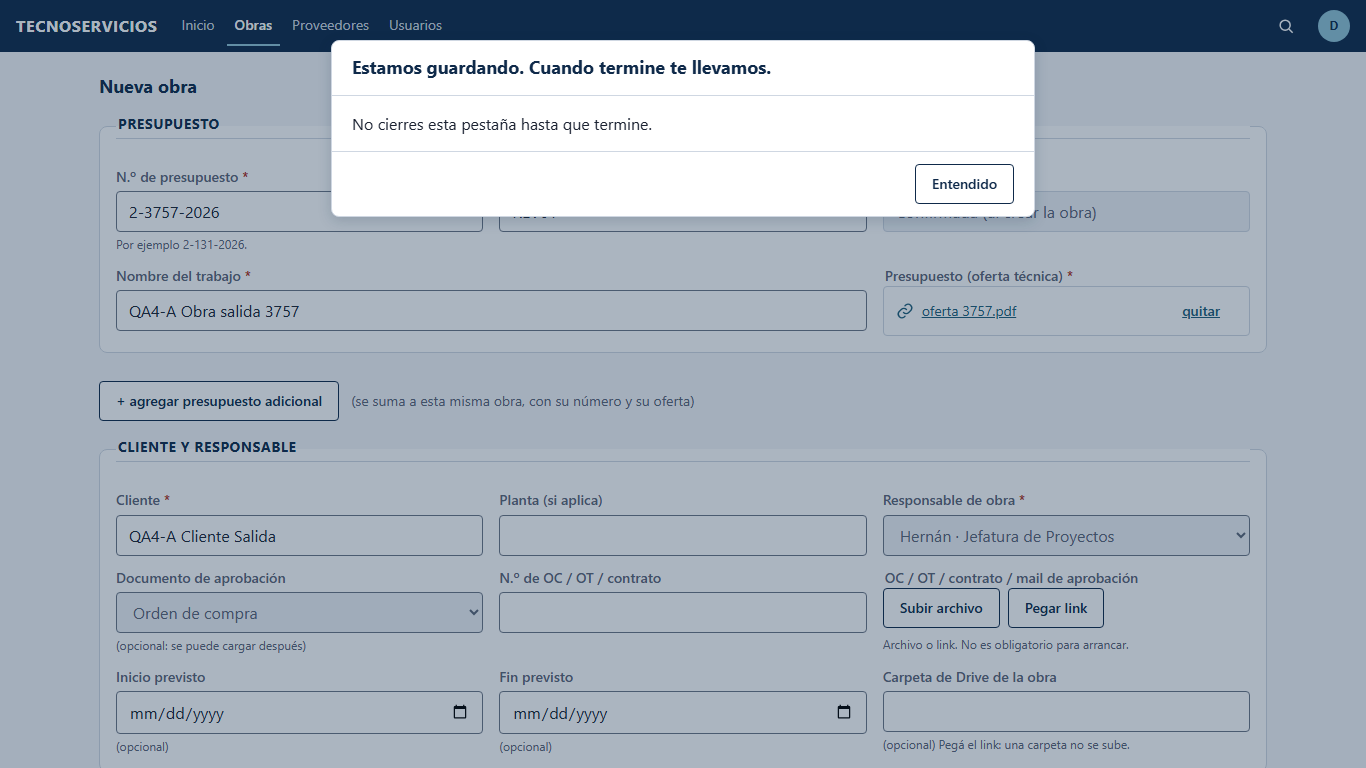 TECNOSERVICIOS Inicio Obras Proveedores Usuarios D
Estamos guardando. Cuando termine te llevamos.
No cierres esta pestaña hasta que termine.
Entendido
Nueva obra
PRESUPUESTO
N.º de presupuesto *
2-3757-2026
(al crear la obra)
Por ejemplo 2-131-2026.
Nombre del trabajo * Presupuesto (oferta técnica) *
QA4-A Obra salida 3757 oferta 3757.pdf quitar
+ agregar presupuesto adicional (se suma a esta misma obra, con su número y su oferta)
CLIENTE Y RESPONSABLE
Cliente * Planta (si aplica) Responsable de obra *
QA4-A Cliente Salida Hernán · Jefatura de Proyectos
Documento de aprobación N.º de OC / OT / contrato OC / OT / contrato / mail de aprobación
Orden de compra Subir archivo Pegar link
(opcional: se puede cargar después) Archivo o link. No es obligatorio para arrancar.
Inicio previsto Fin previsto Carpeta de Drive de la obra
mm/dd/yyyy mm/dd/yyyy
(opcional) (opcional) (opcional) Pegá el link: una carpeta no se sube.